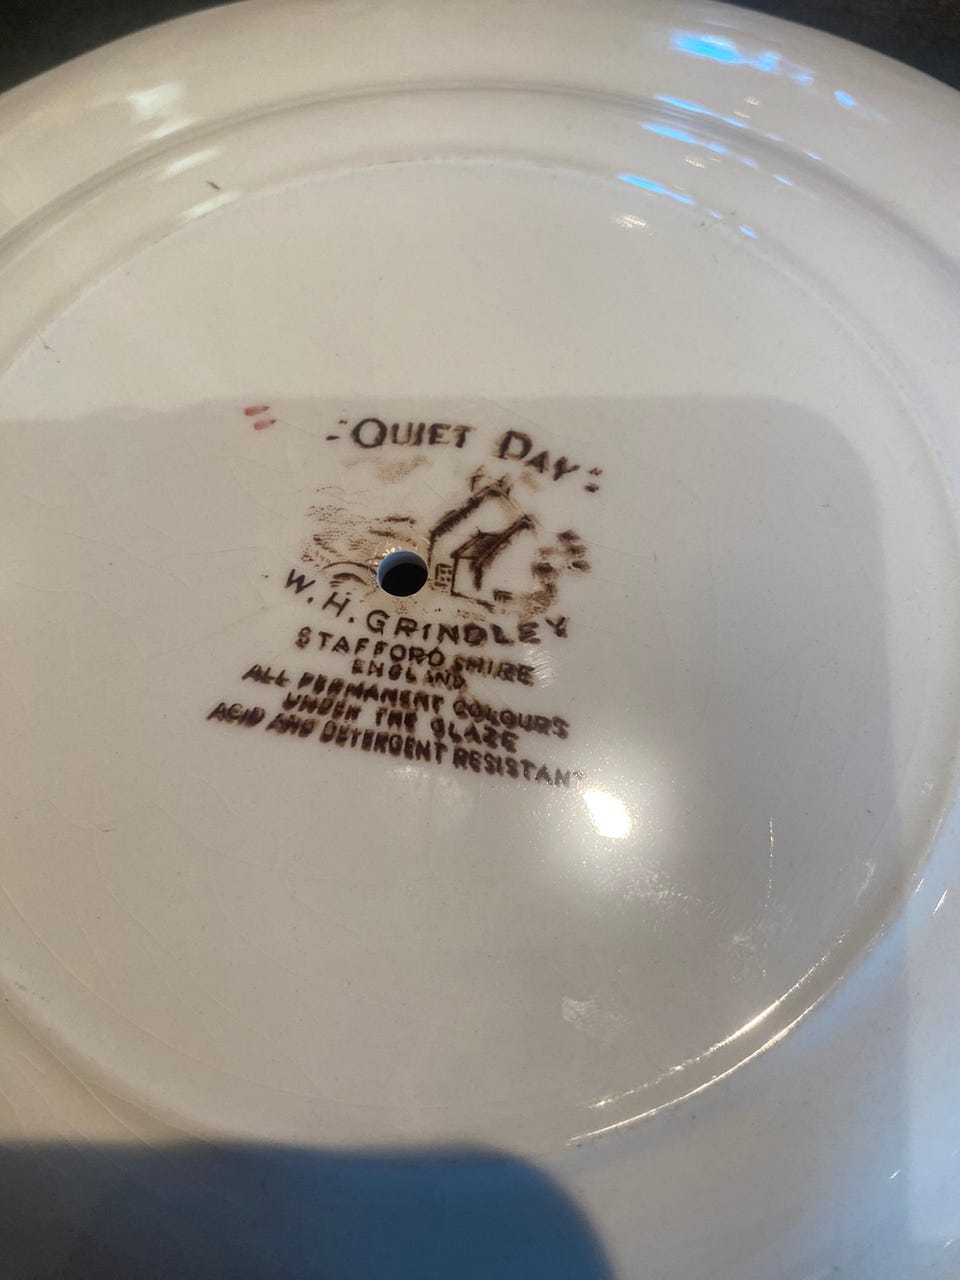 "QUIET DAY"
W.H.GRINDLEY
STAFFORDSHIRE
ENGLAND
ALL PERMANENT COLOURS
UNDER THE GLAZE
ACID AND DETERGENT RESISTANT